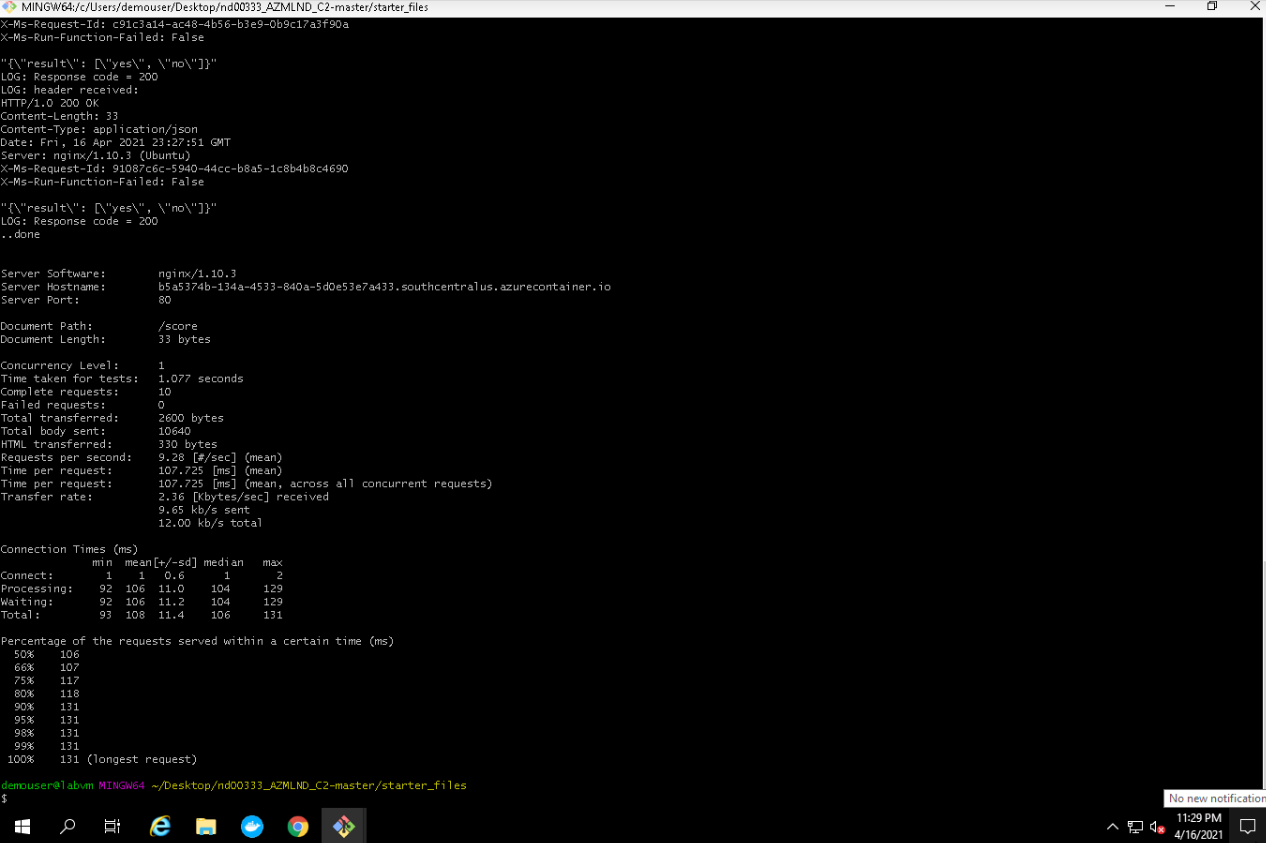 MINGW64:/c/Users/demouser/Desktop/nd00333_AZMLND_C2-master/starter_files
X-Ms-Request-Id: c91c3a14-ac48-4b56-b3e9-0b9c17a3f90a
X-Ms-Run-Function-Failed: False
"{\"result\": [\"yes\", \"no\"]}"
LOG: Response code = 200
LOG: header received:
HTTP/1.0 200 OK
Content-Length: 33
Content-Type: application/json
Date: Fri, 16 Apr 2021 23:27:51 GMT
Server: nginx/1.10.3 (Ubuntu)
X-Ms-Request-Id: 91087c6c-5940-44cc-b8a5-1c8b4b8c4690
X-Ms-Run-Function-Failed: False
"{\"result\": [\"yes\", \"no\"]}"
LOG: Response code = 200
..done
Server Software: nginx/1.10.3
Server Hostname: b5a5374b-134a-4533-840a-5d0e53e7a433.southcentralus.azurecontainer.io
Server Port: 80
Document Path: /score
Document Length: 33 bytes
Concurrency Level: 1
Time taken for tests: 1.077 seconds
Complete requests: 10
Failed requests: 0
Total transferred: 2600 bytes
Total body sent: 10640
HTML transferred: 330 bytes
Requests per second: 9.28 [#/sec] (mean)
Time per request: 107.725 [ms] (mean)
Time per request: 107.725 [ms] (mean, across all concurrent requests)
Transfer rate: 2.36 [Kbytes/sec] received
9.65 kb/s sent
12.00 kb/s total
Connection Times (ms)
min mean[+/-sd] median max
Connect: 1 1 0.6 1 2
Processing: 92 106 11.0 104 129
Waiting: 92 106 11.2 104 129
Total: 93 108 11.4 106 131
Percentage of the requests served within a certain time (ms)
50% 106
66% 107
75% 117
80% 118
90% 131
95% 131
98% 131
99% 131
100% 131 (longest request)
demouser@labvm MINGW64 ~/Desktop/nd00333_AZMLND_C2-master/starter_files
$
No new notification
11:29 PM
4/16/2021